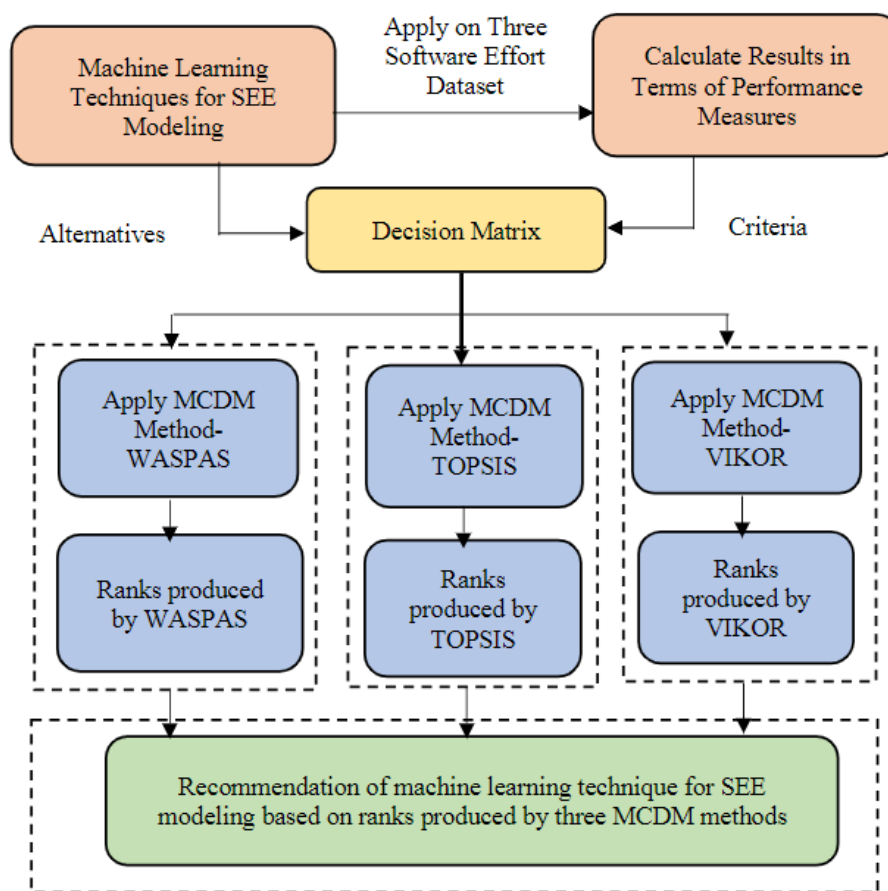 Machine Learning
Techniques for SEE
Modeling
Apply on Three
Software Effort
Dataset
Calculate Results in
Terms of Performance
Measures
Alternatives
Decision Matrix
Criteria
Apply MCDM
Method-
WASPAS
Apply MCDM
Method-
TOPSIS
Apply MCDM
Method-
VIKOR
Ranks produced
by WASPAS
Ranks
produced by
TOPSIS
Ranks
produced by
VIKOR
Recommendation of machine learning technique for SEE
modeling based on ranks produced by three MCDM methods